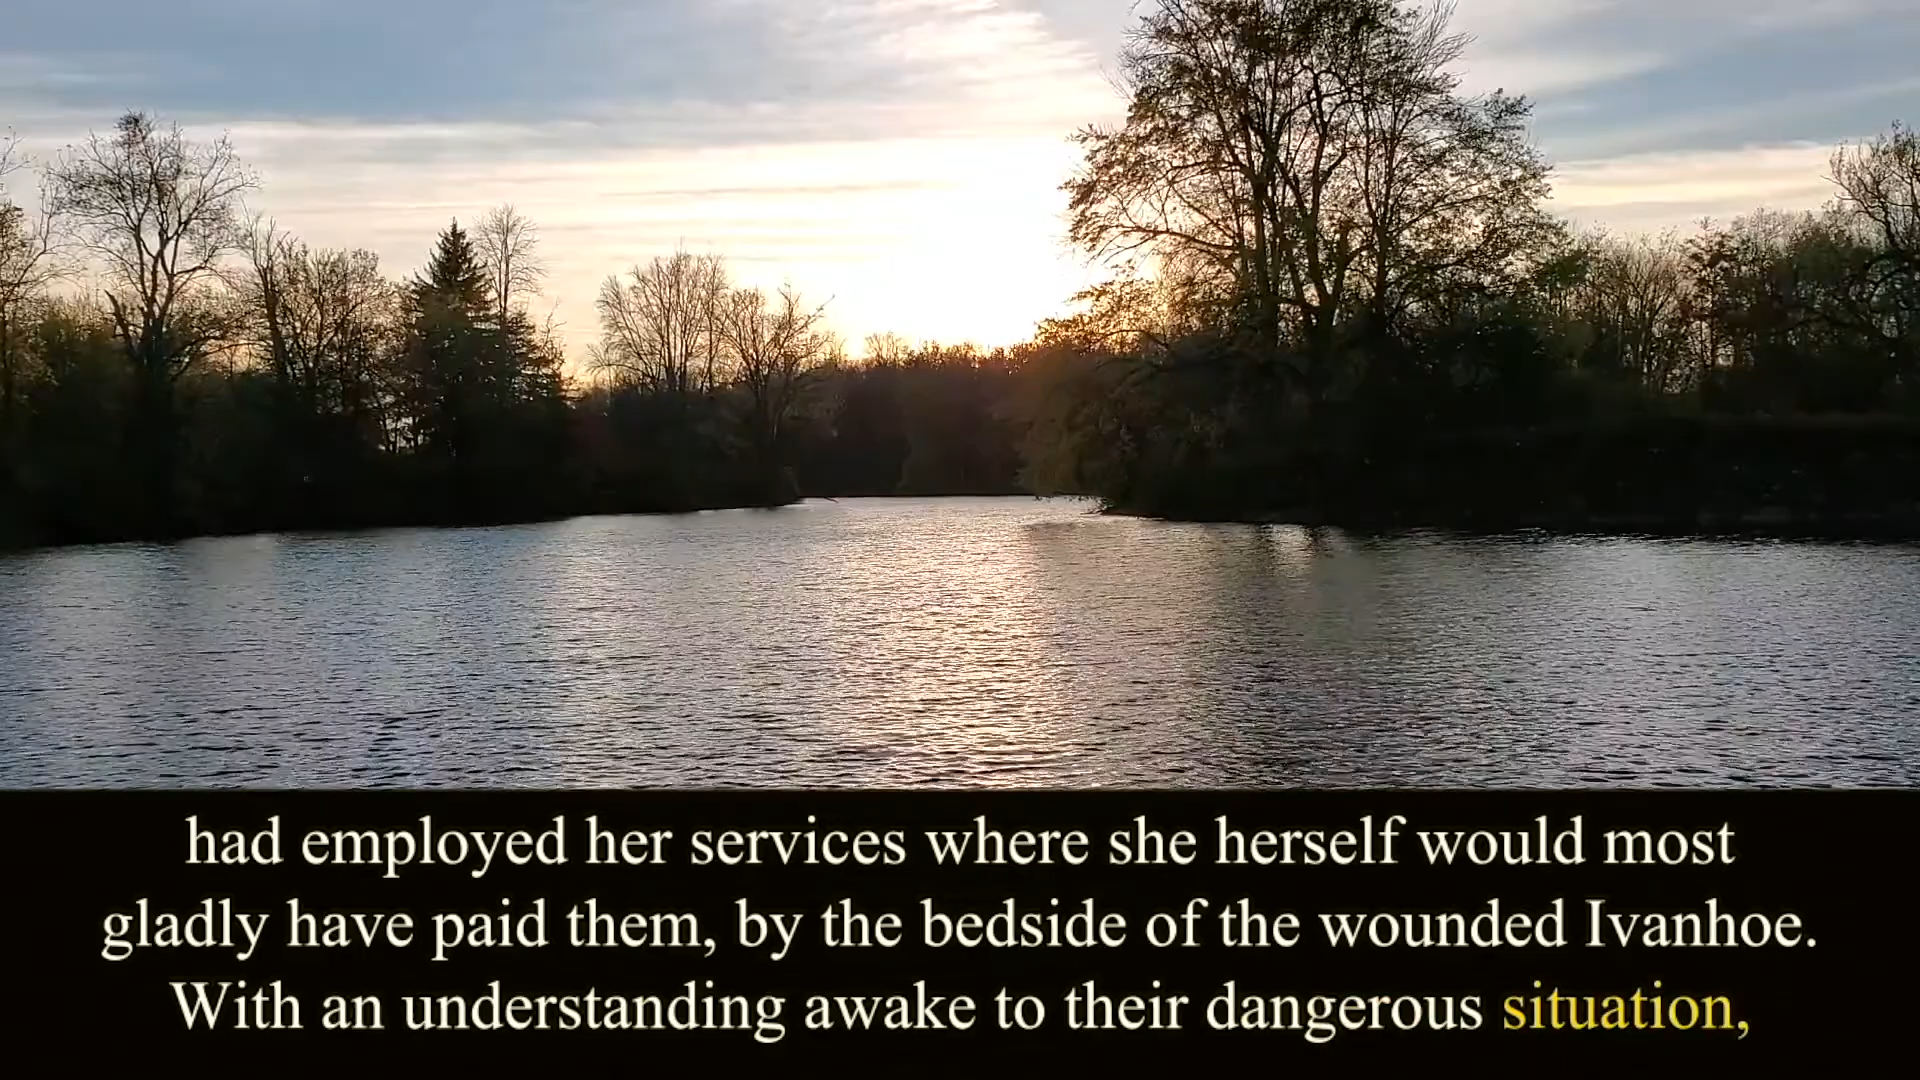 had employed her services where she herself would most
gladly have paid them, by the bedside of the wounded Ivanhoe.
With an understanding awake to their dangerous situation,